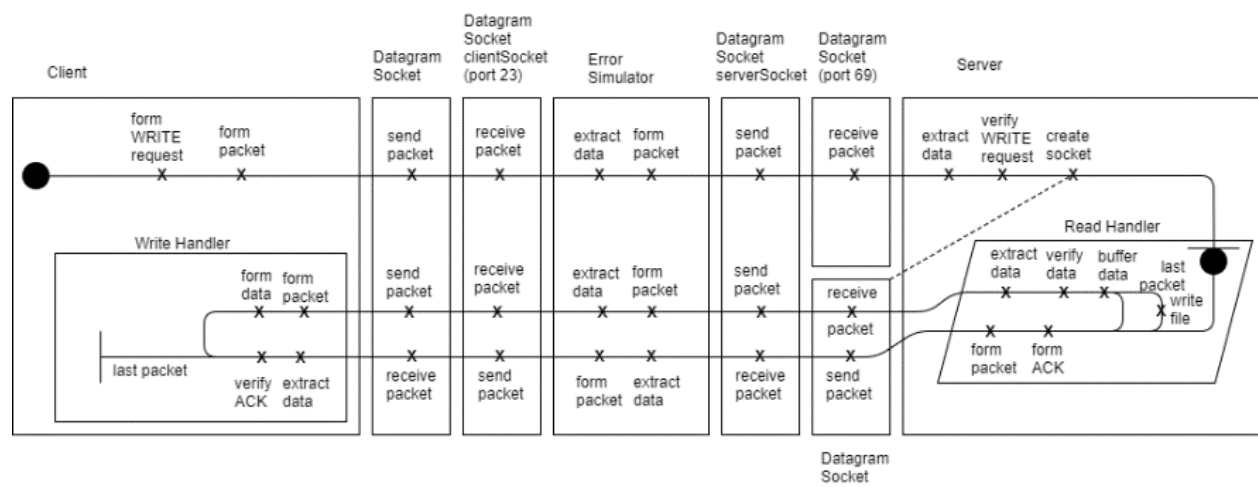 Client
Datagram
Socket
Datagram
Socket
clientSocket
(port 23)
Error
Simulator
Datagram
Socket
serverSocket
Datagram
Socket
(port 69)
Server
form
WRITE
request
form
packet
send
packet
receive
packet
extract
data
form
packet
send
packet
receive
packet
extract
data
verify
WRITE
request
create
socket
Write Handler
Read Handler
form
data
form
packet
send
packet
receive
packet
extract
data
form
packet
send
packet
receive
packet
extract
data
verify
data
buffer
data
last
packet
write
file
last packet
verify
ACK
extract
data
receive
packet
send
packet
form
packet
extract
data
receive
packet
send
packet
form
packet
form
ACK
Datagram
Socket